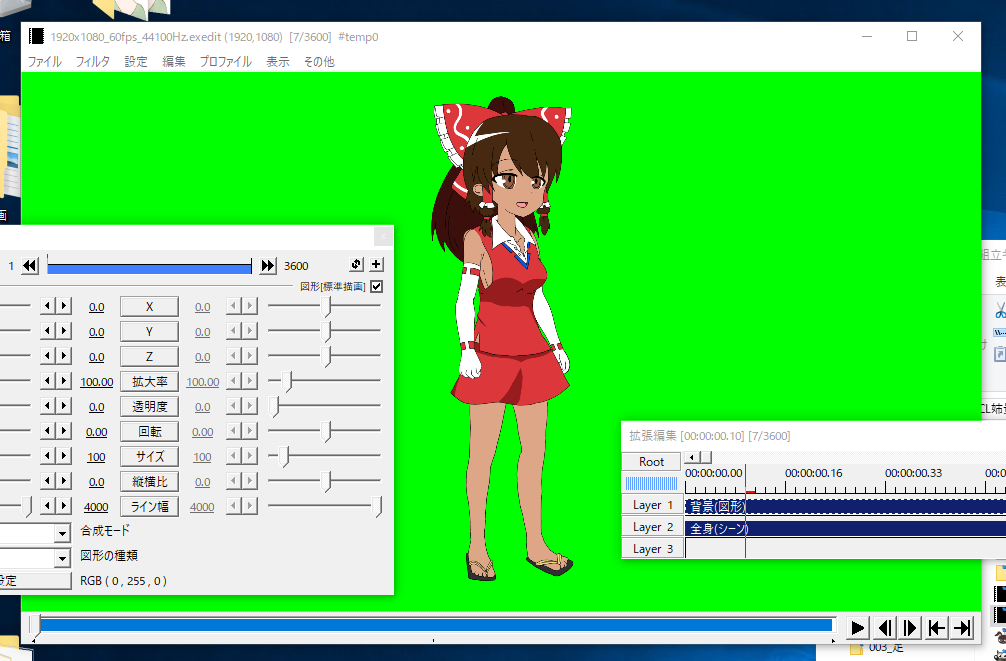 箱
1920x1080_60fps_44100Hz.exedit (1920,1080) [7/3600] #temp0
ファイル フィルタ 設定 編集 プロファイル 表示 その他
画
1 3600
図形[標準描画]
0.0 X 0.0
0.0 Y 0.0
0.0 Z 0.0
100.00 拡大率 100.00
0.0 透明度 0.0
0.00 回転 0.00
100 サイズ 100
0.0 縦横比 0.0
4000 ライン幅 4000
合成モード
図形の種類
設定 RGB ( 0 , 255 , 0 )
組立
表
拡張編集 [00:00:00.10] [7/3600]
Root
00:00:00.00 00:00:00.16 00:00:00.33 00:0
Layer 1 背景(図形)
Layer 2 全身(シーン)
Layer 3
003_足